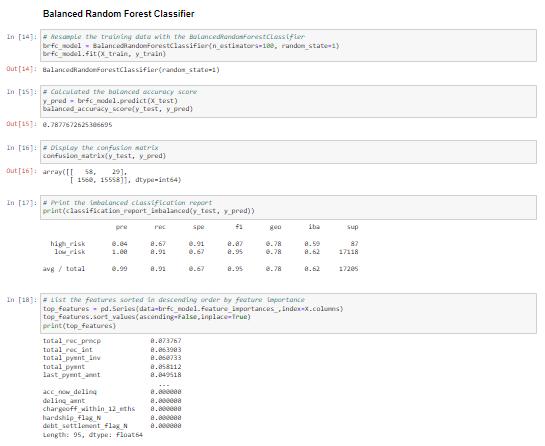 Balanced Random Forest Classifier
In [14]: # Resample the training data with the BalancedRandomForestClassifier
brfc_model = BalancedRandomForestClassifier(n_estimators=100, random_state=1)
brfc_model.fit(X_train, y_train)
Out[14]: BalancedRandomForestClassifier(random_state=1)
In [15]: # Calculated the balanced accuracy score
y_pred = brfc_model.predict(X_test)
balanced_accuracy_score(y_test, y_pred)
Out[15]: 0.7877672625306695
In [16]: # Display the confusion matrix
confusion_matrix(y_test, y_pred)
Out[16]: array([[ 58, 29],
[ 1560, 15558]], dtype=int64)
In [17]: # Print the imbalanced classification report
print(classification_report_imbalanced(y_test, y_pred))
pre rec spe f1 geo iba sup
high_risk 0.04 0.67 0.91 0.07 0.78 0.59 87
low_risk 1.00 0.91 0.67 0.95 0.78 0.62 17118
avg / total 0.99 0.91 0.67 0.95 0.78 0.62 17205
In [18]: # List the features sorted in descending order by feature importance
top_features = pd.Series(data=brfc_model.feature_importances_,index=X.columns)
top_features.sort_values(ascending=False,inplace=True)
print(top_features)
total_rec_prncp 0.073767
total_rec_int 0.063903
total_pymnt_inv 0.060733
total_pymnt 0.058112
last_pymnt_amnt 0.049518
...
acc_now_delinq 0.000000
delinq_amnt 0.000000
chargeoff_within_12_mths 0.000000
hardship_flag_N 0.000000
debt_settlement_flag_N 0.000000
Length: 95, dtype: float64